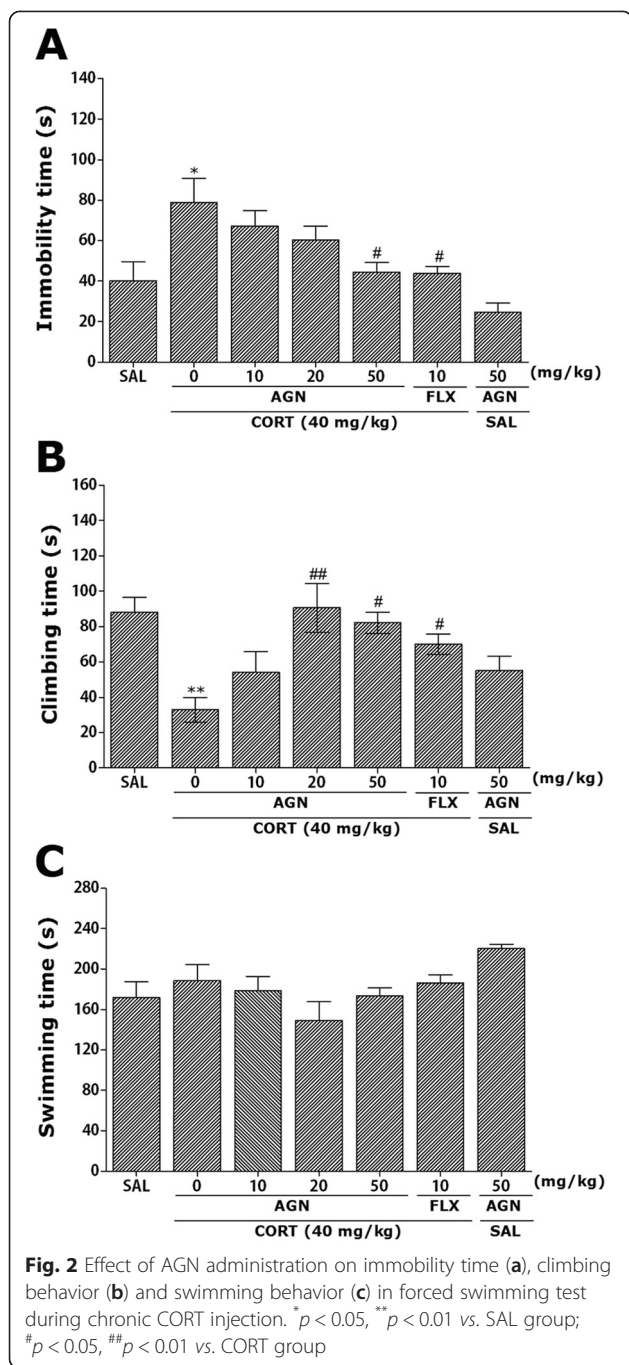 A
Immobility time (s)
140
120
100
80
60
40
20
0
*
#
#
SAL
0
10
20
50
10
50
(mg/kg)
AGN
FLX
AGN
CORT (40 mg/kg)
SAL
B
Climbing time (s)
160
140
120
100
80
60
40
20
0
**
##
#
#
SAL
0
10
20
50
10
50
(mg/kg)
AGN
FLX
AGN
CORT (40 mg/kg)
SAL
C
Swimming time (s)
280
240
200
160
120
80
40
0
SAL
0
10
20
50
10
50
(mg/kg)
AGN
FLX
AGN
CORT (40 mg/kg)
SAL
Fig. 2 Effect of AGN administration on immobility time (a), climbing
behavior (b) and swimming behavior (c) in forced swimming test
during chronic CORT injection. *p < 0.05, **p < 0.01 vs. SAL group;
#p < 0.05, ##p < 0.01 vs. CORT group